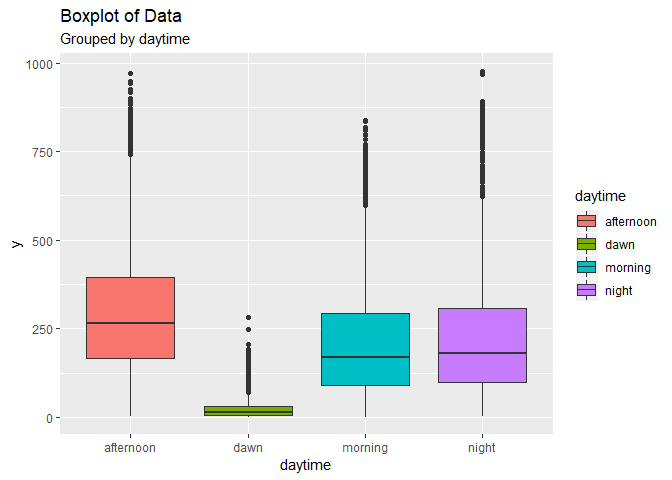 Boxplot of Data
Grouped by daytime
1000
750
500
250
0
y
afternoon dawn morning night
daytime
daytime
afternoon
dawn
morning
night